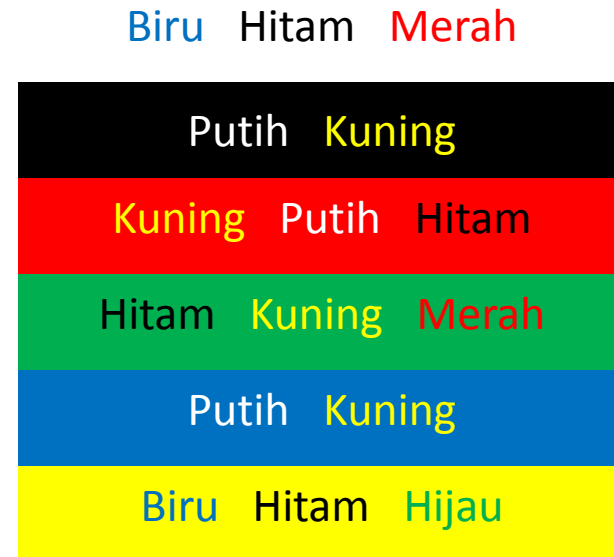 Biru Hitam Merah
Putih Kuning
Kuning Putih Hitam
Hitam Kuning Merah
Putih Kuning
Biru Hitam Hijau